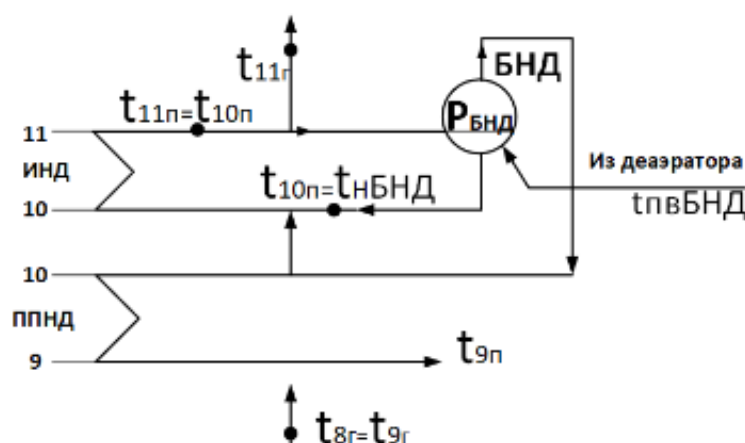 t11г
БНД
t11п=t10п
PБНД
11
ИНД
Из деаэратора
t10п=tнБНД
10
tпвБНД
10
ППНД
9
t9п
t8г=t9г